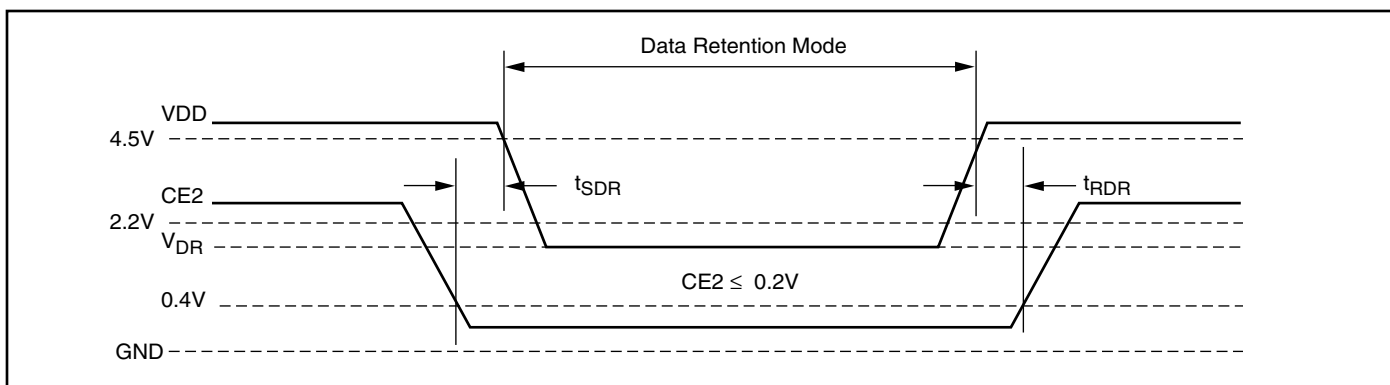 Data Retention Mode
VDD
4.5V
tSDR
tRDR
CE2
2.2V
VDR
CE2 ≤ 0.2V
0.4V
GND